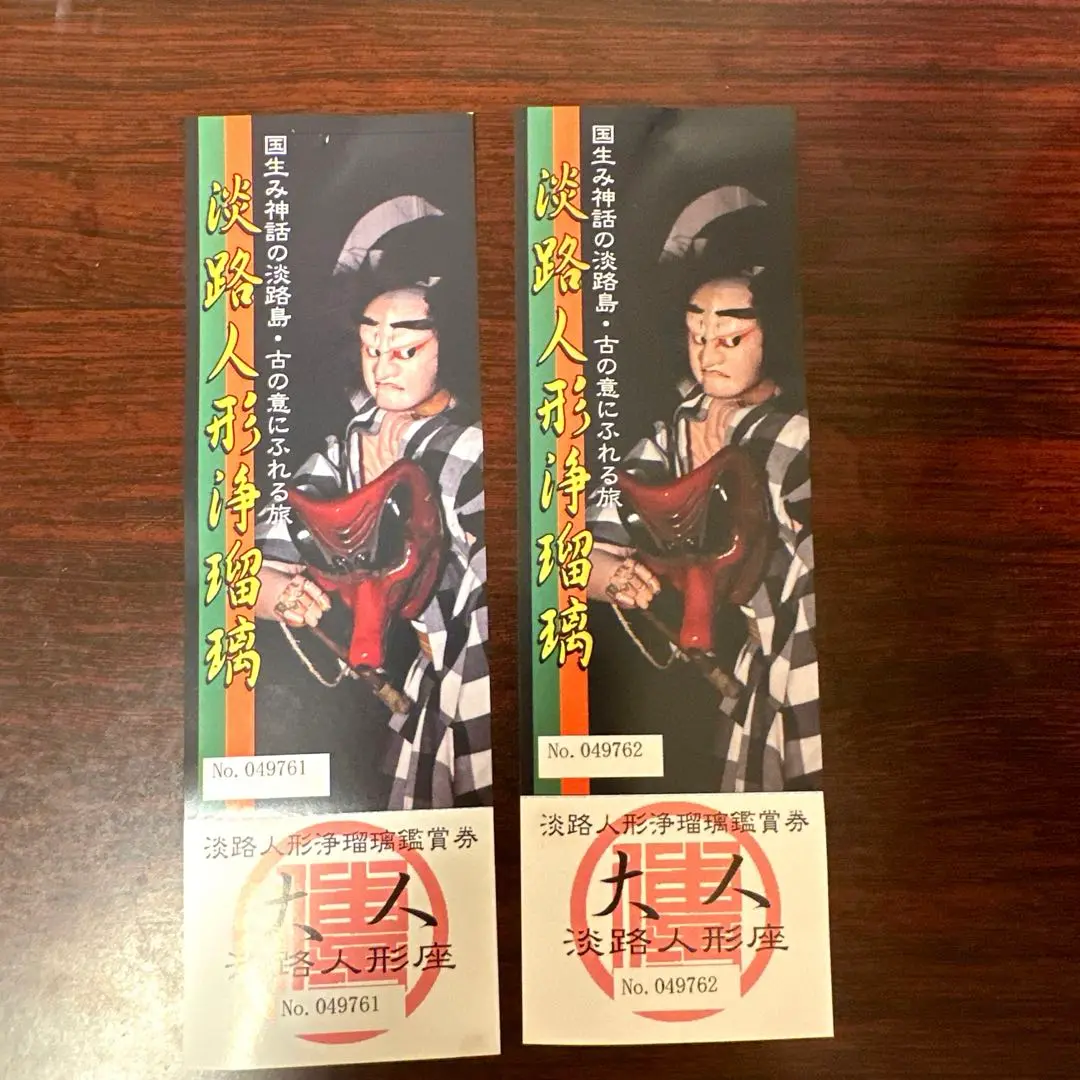 国生み神話の淡路島・古の意にふれる旅
淡路人形浄瑠璃
No. 049761
淡路人形浄瑠璃鑑賞券
大人
淡路人形座
No. 049761
国生み神話の淡路島・古の意にふれる旅
淡路人形浄瑠璃
No. 049762
淡路人形浄瑠璃鑑賞券
大人
淡路人形座
No. 049762